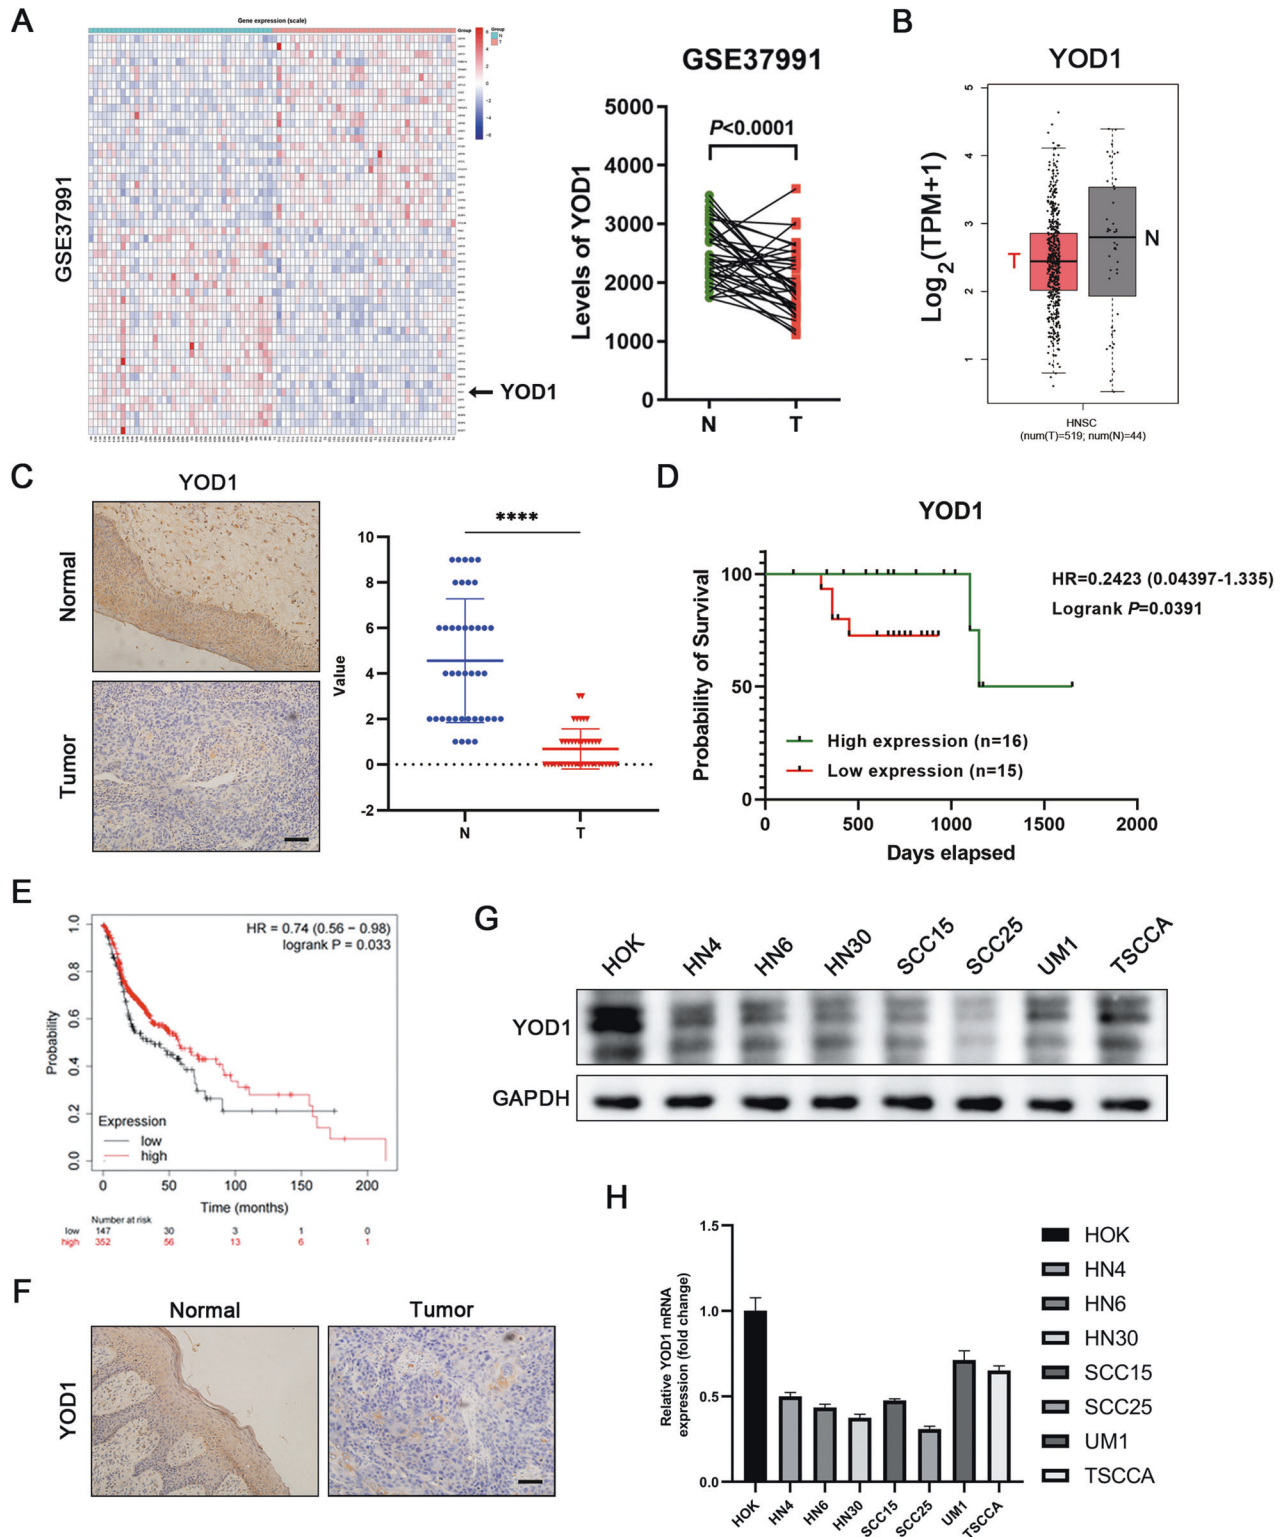 A
Gene expression (scale)
Group
Group
N
T
GSE37991
YOD1
GSE37991
P<0.0001
Levels of YOD1
5000
4000
3000
2000
1000
0
N
T
B
YOD1
Log2(TPM+1)
5
4
3
2
1
T
N
HNSC
(num(T)=519; num(N)=44)
C
YOD1
Normal
Tumor
****
Value
10
8
6
4
2
0
-2
N
T
D
YOD1
HR=0.2423 (0.04397-1.335)
Logrank P=0.0391
Probability of Survival
100
50
0
High expression (n=16)
Low expression (n=15)
0
500
1000
1500
2000
Days elapsed
E
HR = 0.74 (0.56 − 0.98)
logrank P = 0.033
Probability
1.0
0.8
0.6
0.4
0.2
0.0
Expression
low
high
0
50
100
150
200
Time (months)
Number at risk
low 147 30 3 1 0
high 352 56 13 6 1
F
Normal
Tumor
YOD1
G
HOK
HN4
HN6
HN30
SCC15
SCC25
UM1
TSCCA
YOD1
GAPDH
H
Relative YOD1 mRNA
expression (fold change)
1.5
1.0
0.5
0.0
HOK
HN4
HN6
HN30
SCC15
SCC25
UM1
TSCCA
HOK
HN4
HN6
HN30
SCC15
SCC25
UM1
TSCCA